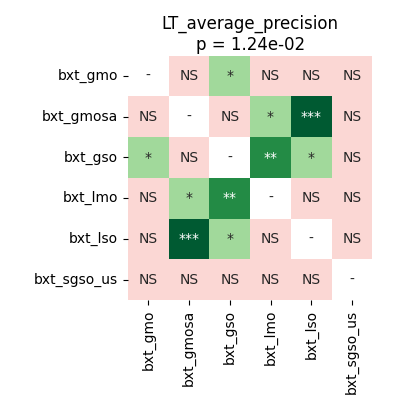 LT_average_precision
p = 1.24e-02
bxt_gmo - NS * NS NS NS
bxt_gmosa NS - NS * *** NS
bxt_gso * NS - ** * NS
bxt_lmo NS * ** - NS NS
bxt_lso NS *** * NS - NS
bxt_sgso_us NS NS NS NS NS -
bxt_gmo bxt_gmosa bxt_gso bxt_lmo bxt_lso bxt_sgso_us